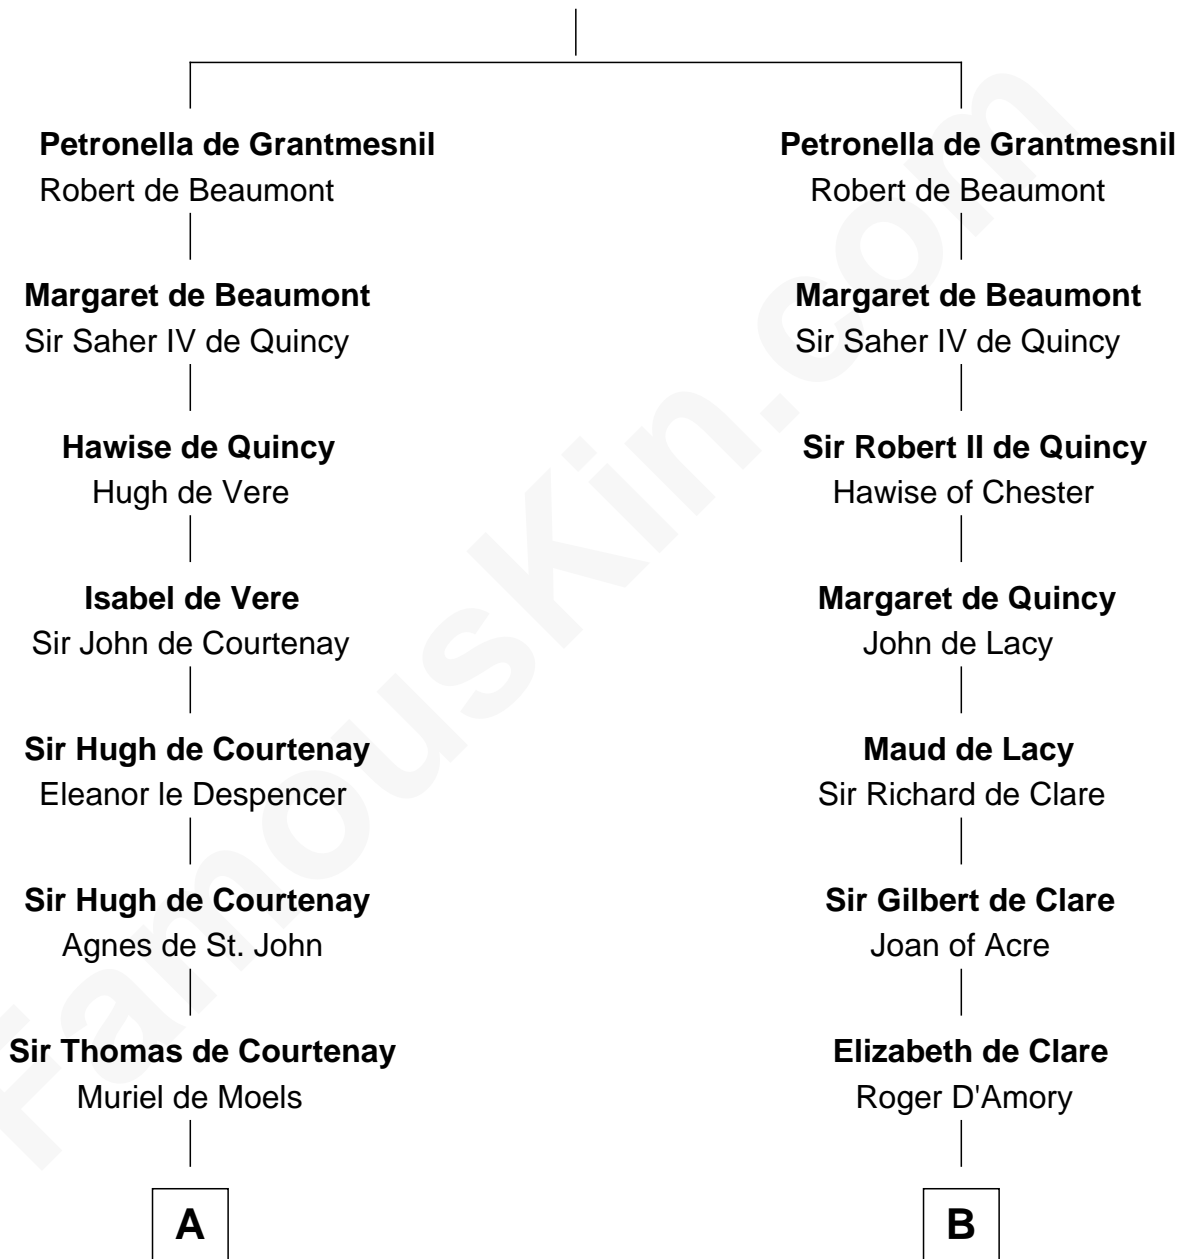 Petronella de Grantmesnil
Robert de Beaumont
Margaret de Beaumont
Sir Saher IV de Quincy
Hawise de Quincy
Hugh de Vere
Isabel de Vere
Sir John de Courtenay
Sir Hugh de Courtenay
Eleanor le Despencer
Sir Hugh de Courtenay
Agnes de St. John
Sir Thomas de Courtenay
Muriel de Moels
A
Petronella de Grantmesnil
Robert de Beaumont
Margaret de Beaumont
Sir Saher IV de Quincy
Sir Robert II de Quincy
Hawise of Chester
Margaret de Quincy
John de Lacy
Maud de Lacy
Sir Richard de Clare
Sir Gilbert de Clare
Joan of Acre
Elizabeth de Clare
Roger D'Amory
B
FamousKin.com